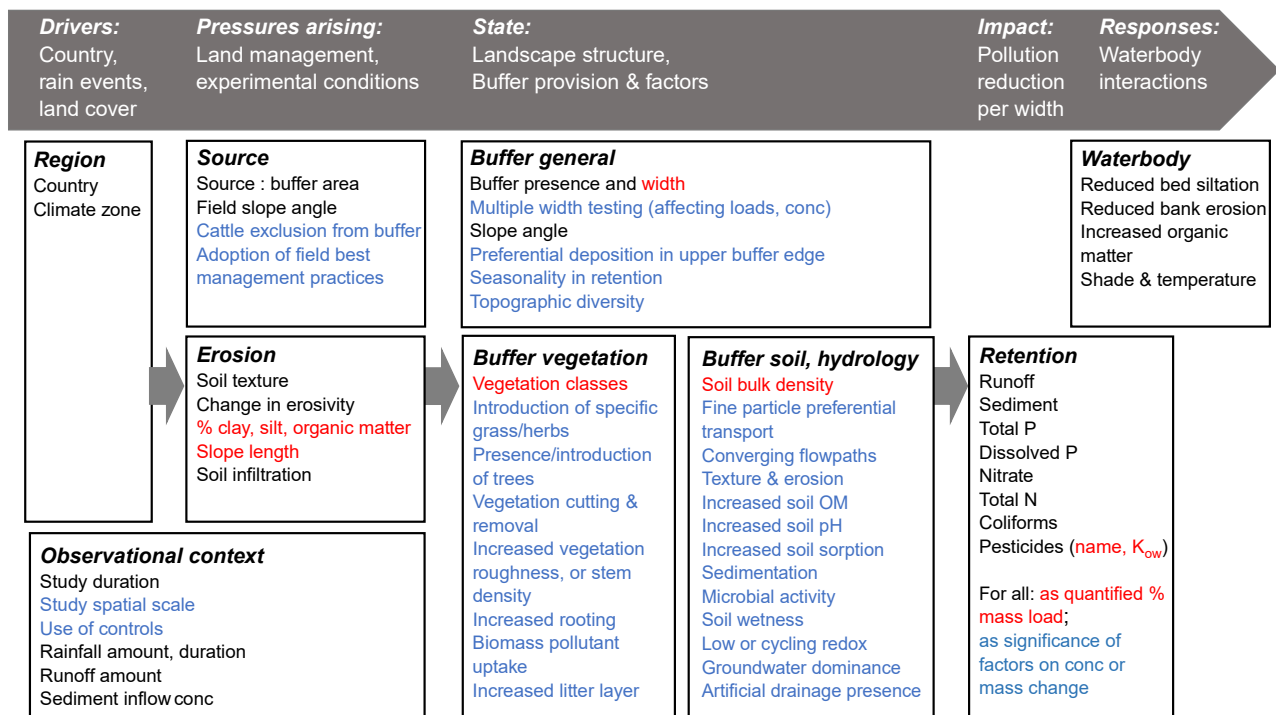 Drivers:
Country,
rain events,
land cover
Pressures arising:
Land management,
experimental conditions
State:
Landscape structure,
Buffer provision & factors
Impact:
Pollution
reduction
per width
Responses:
Waterbody
interactions
Region
Country
Climate zone
Source
Source : buffer area
Field slope angle
Cattle exclusion from buffer
Adoption of field best
management practices
Buffer general
Buffer presence and width
Multiple width testing (affecting loads, conc)
Slope angle
Preferential deposition in upper buffer edge
Seasonality in retention
Topographic diversity
Waterbody
Reduced bed siltation
Reduced bank erosion
Increased organic
matter
Shade & temperature
Erosion
Soil texture
Change in erosivity
% clay, silt, organic matter
Slope length
Soil infiltration
Buffer vegetation
Vegetation classes
Introduction of specific
grass/herbs
Presence/introduction
of trees
Vegetation cutting &
removal
Increased vegetation
roughness, or stem
density
Increased rooting
Biomass pollutant
uptake
Increased litter layer
Buffer soil, hydrology
Soil bulk density
Fine particle preferential
transport
Converging flowpaths
Texture & erosion
Increased soil OM
Increased soil pH
Increased soil sorption
Sedimentation
Microbial activity
Soil wetness
Low or cycling redox
Groundwater dominance
Artificial drainage presence
Retention
Runoff
Sediment
Total P
Dissolved P
Nitrate
Total N
Coliforms
Pesticides (name, Kow)
For all: as quantified %
mass load;
as significance of
factors on conc or
mass change
Observational context
Study duration
Study spatial scale
Use of controls
Rainfall amount, duration
Runoff amount
Sediment inflow conc